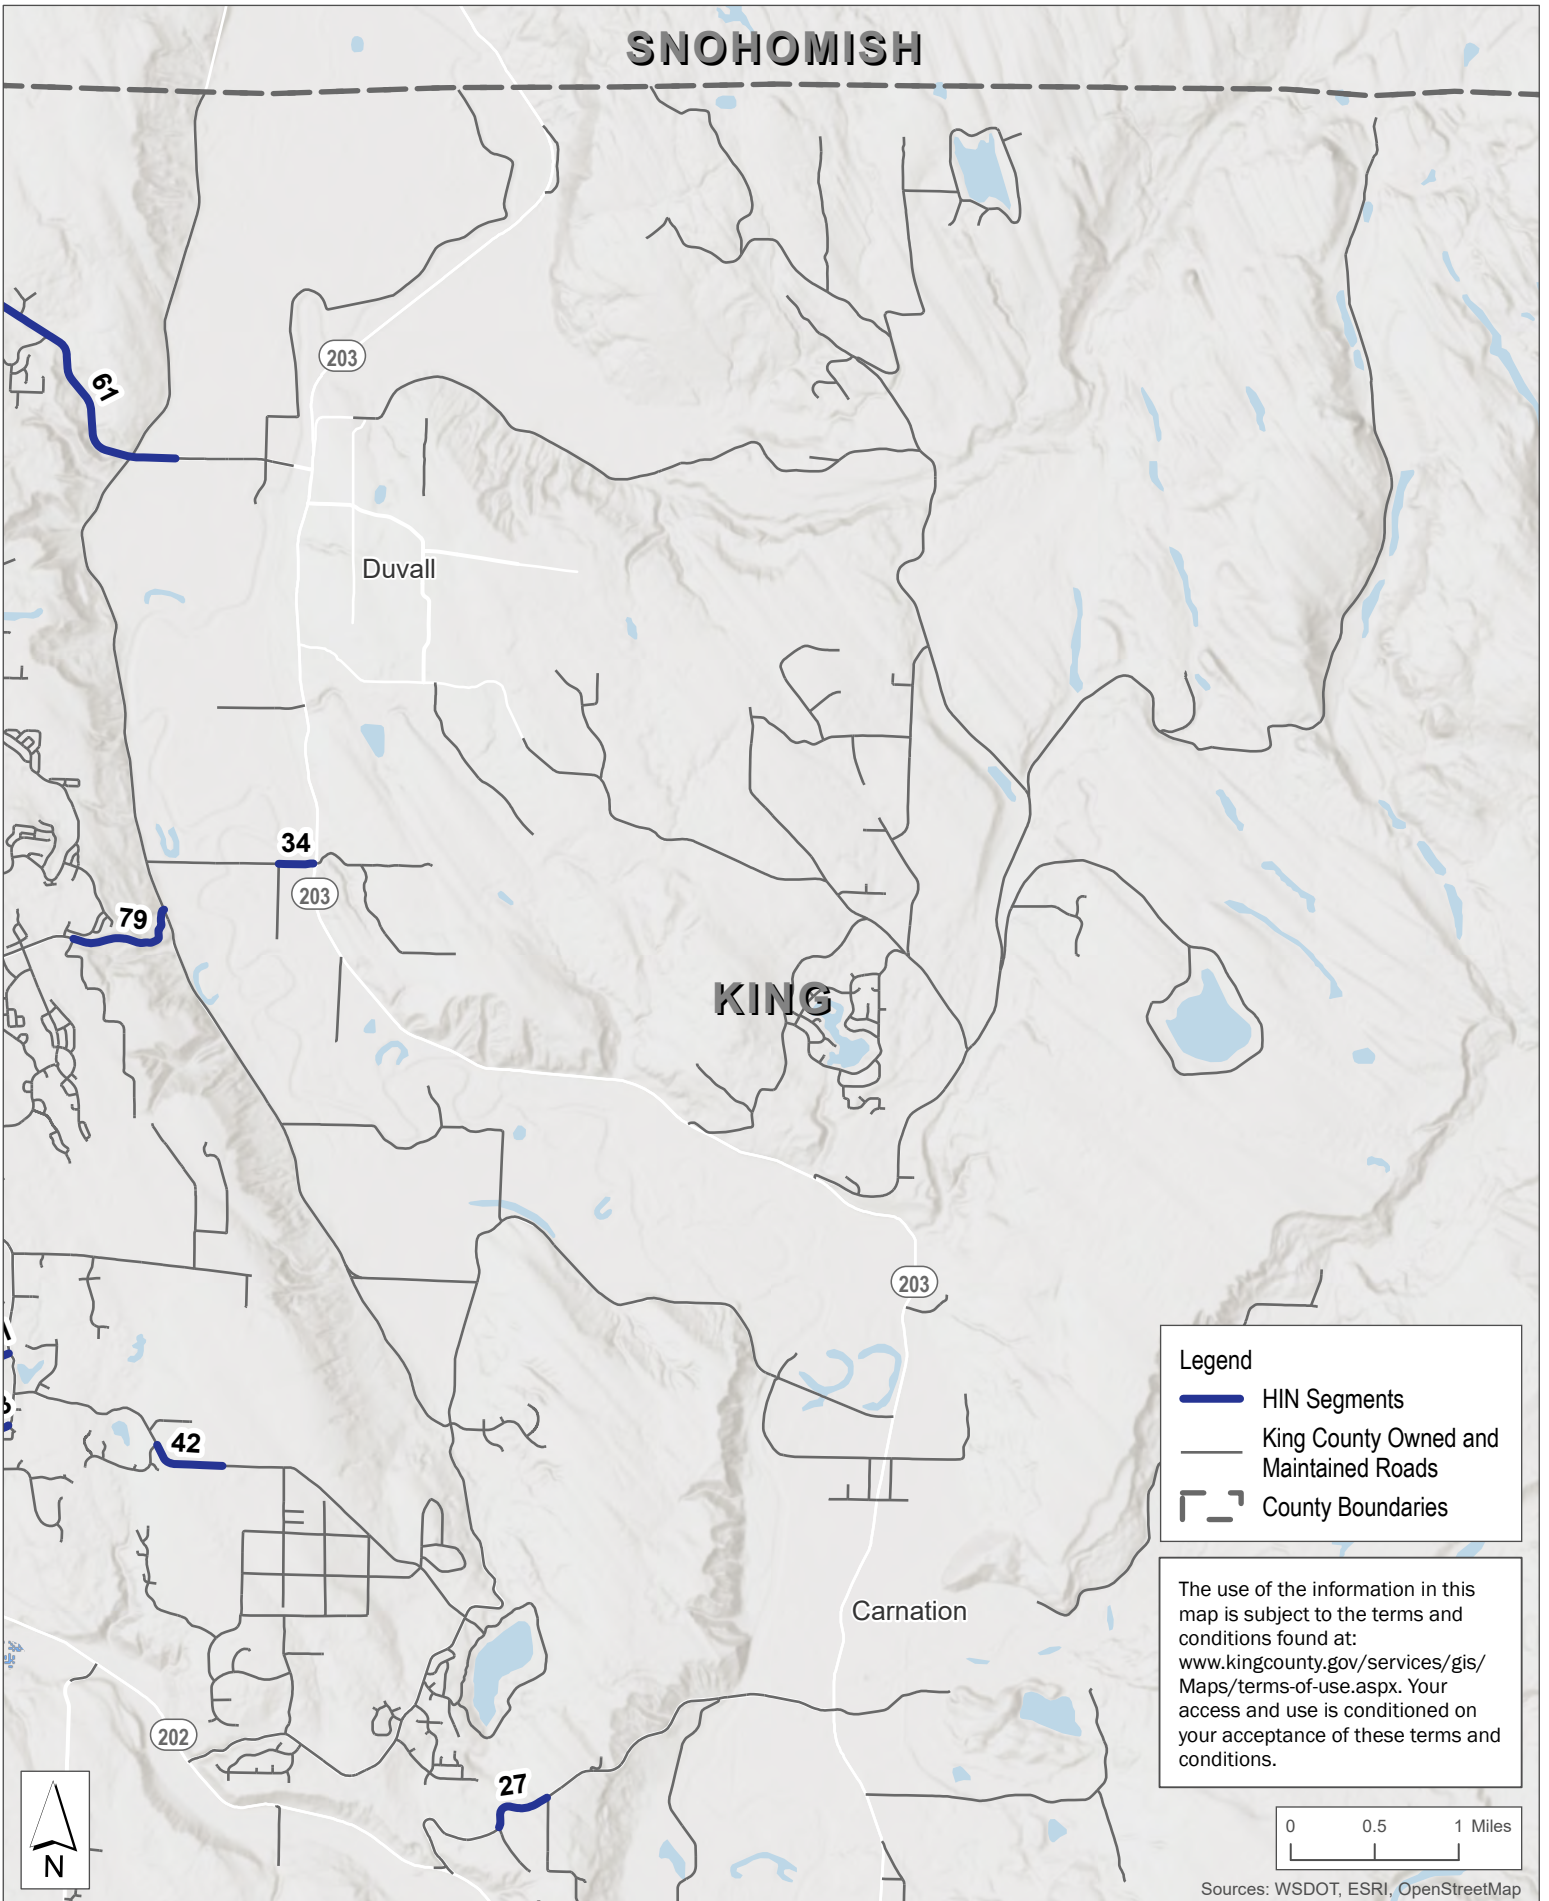 SNOHOMISH
203
61
Duvall
34
203
79
KING
203
42
Carnation
202
27
Legend
HIN Segments
King County Owned and
Maintained Roads
County Boundaries
The use of the information in this
map is subject to the terms and
conditions found at:
www.kingcounty.gov/services/gis/
Maps/terms-of-use.aspx. Your
access and use is conditioned on
your acceptance of these terms and
conditions.
N
0 0.5 1 Miles
Sources: WSDOT, ESRI, OpenStreetMap